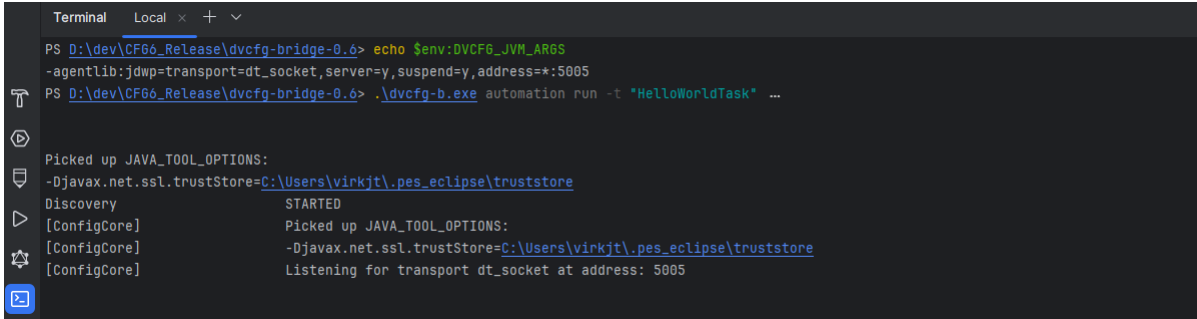 Terminal Local × +
PS D:\dev\CFG6_Release\dvcfg-bridge-0.6> echo $env:DVCFG_JVM_ARGS
-agentlib:jdwp=transport=dt_socket,server=y,suspend=y,address=*:5005
PS D:\dev\CFG6_Release\dvcfg-bridge-0.6> .\dvcfg-b.exe automation run -t "HelloWorldTask" …
Picked up JAVA_TOOL_OPTIONS:
-Djavax.net.ssl.trustStore=C:\Users\virkjt\.pes_eclipse\truststore
Discovery STARTED
[ConfigCore] Picked up JAVA_TOOL_OPTIONS:
[ConfigCore] -Djavax.net.ssl.trustStore=C:\Users\virkjt\.pes_eclipse\truststore
[ConfigCore] Listening for transport dt_socket at address: 5005